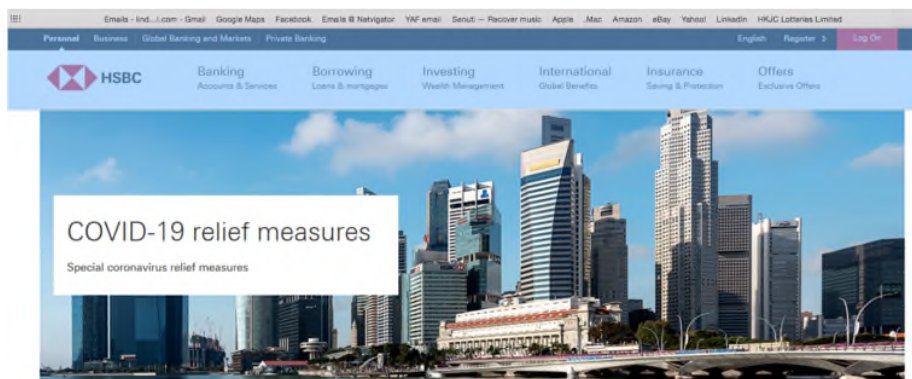 Emails - lind...l.com - Gmail Google Maps Facebook Emails @ Netvigator YAF email Senuti — Recover music Apple .Mac Amazon eBay Yahoo! LinkedIn HKJC Lotteries Limited
Personal Business Global Banking and Markets Private Banking English Register Log On
HSBC Banking Borrowing Investing International Insurance Offers
Accounts & Services Loans & mortgages Wealth Management Global Benefits Saving & Protection Exclusive Offers
COVID-19 relief measures
Special coronavirus relief measures